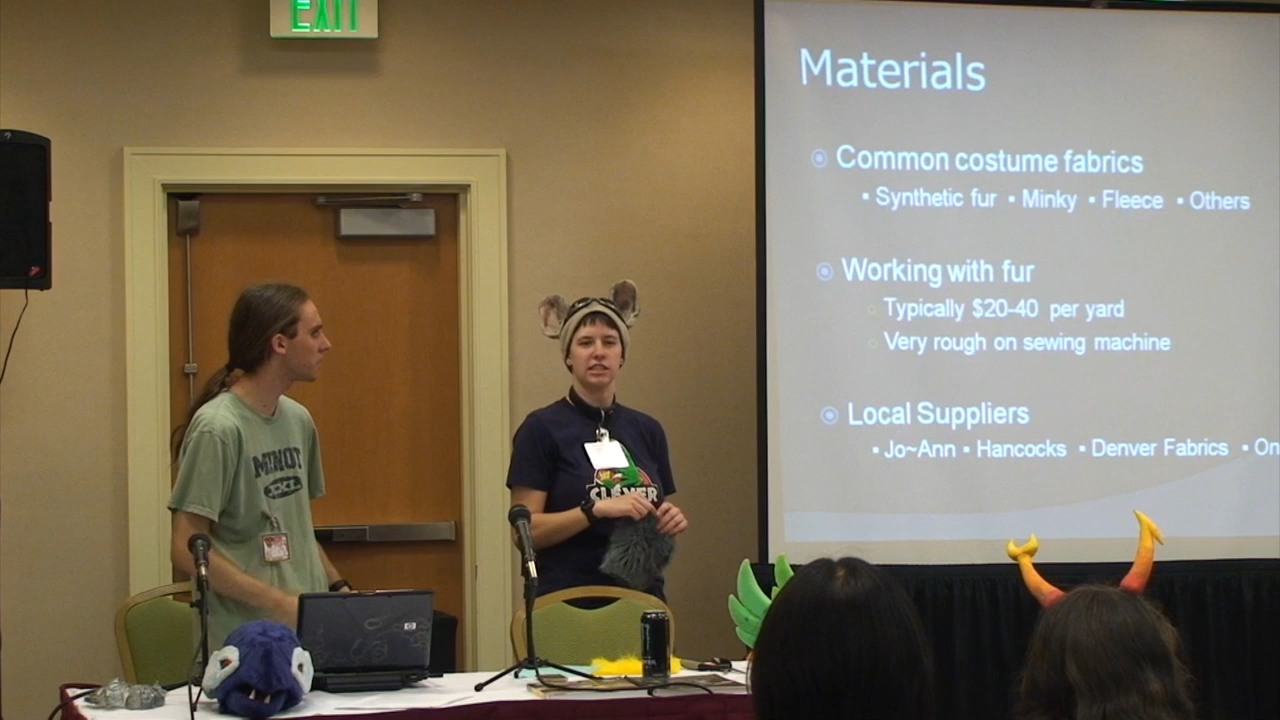 EXIT
Materials
Common costume fabrics
▪ Synthetic fur ▪ Minky ▪ Fleece ▪ Others
Working with fur
Typically $20-40 per yard
Very rough on sewing machine
Local Suppliers
▪ Jo~Ann ▪ Hancocks ▪ Denver Fabrics ▪ On
XXL
CLEVER
hp